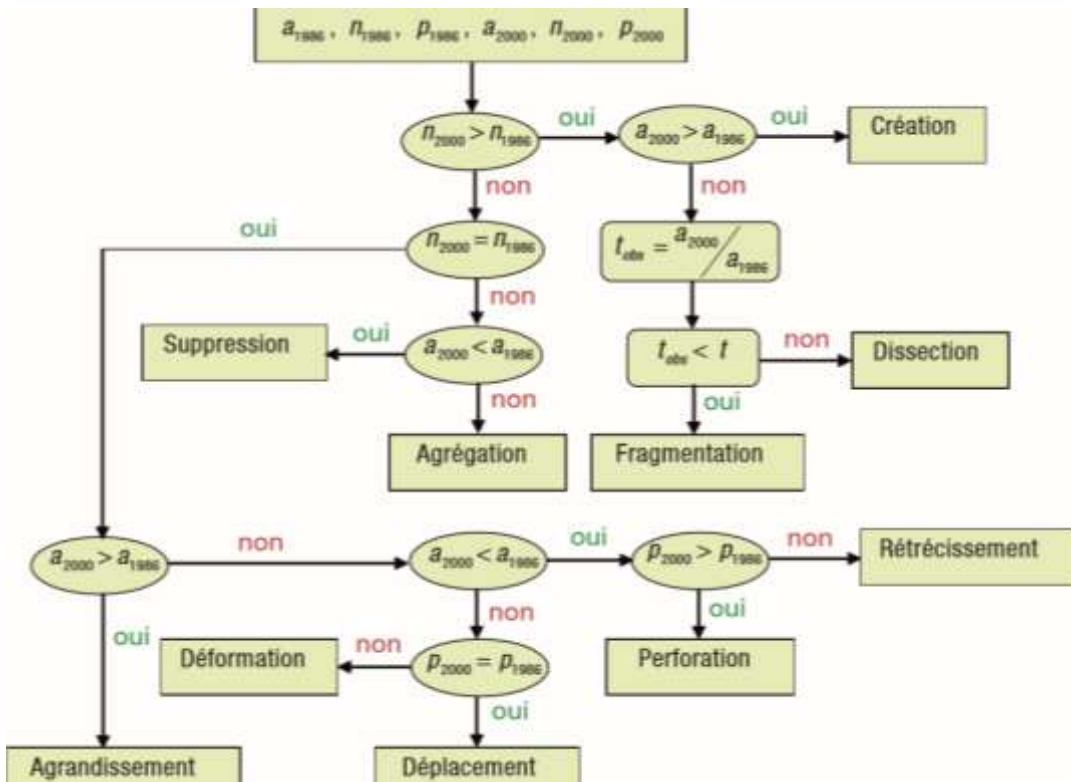 a1986, n1986, p1986, a2000, n2000, p2000
n2000 > n1986
oui
a2000 > a1986
oui
Création
non
non
oui
n2000 = n1986
tobs = a2000/a1986
non
Suppression
oui
a2000 < a1986
tobs < t
non
Dissection
non
oui
Agrégation
Fragmentation
a2000 > a1986
non
a2000 < a1986
oui
p2000 > p1986
non
Rétrécissement
oui
non
oui
Déformation
non
p2000 = p1986
Perforation
oui
Agrandissement
Déplacement